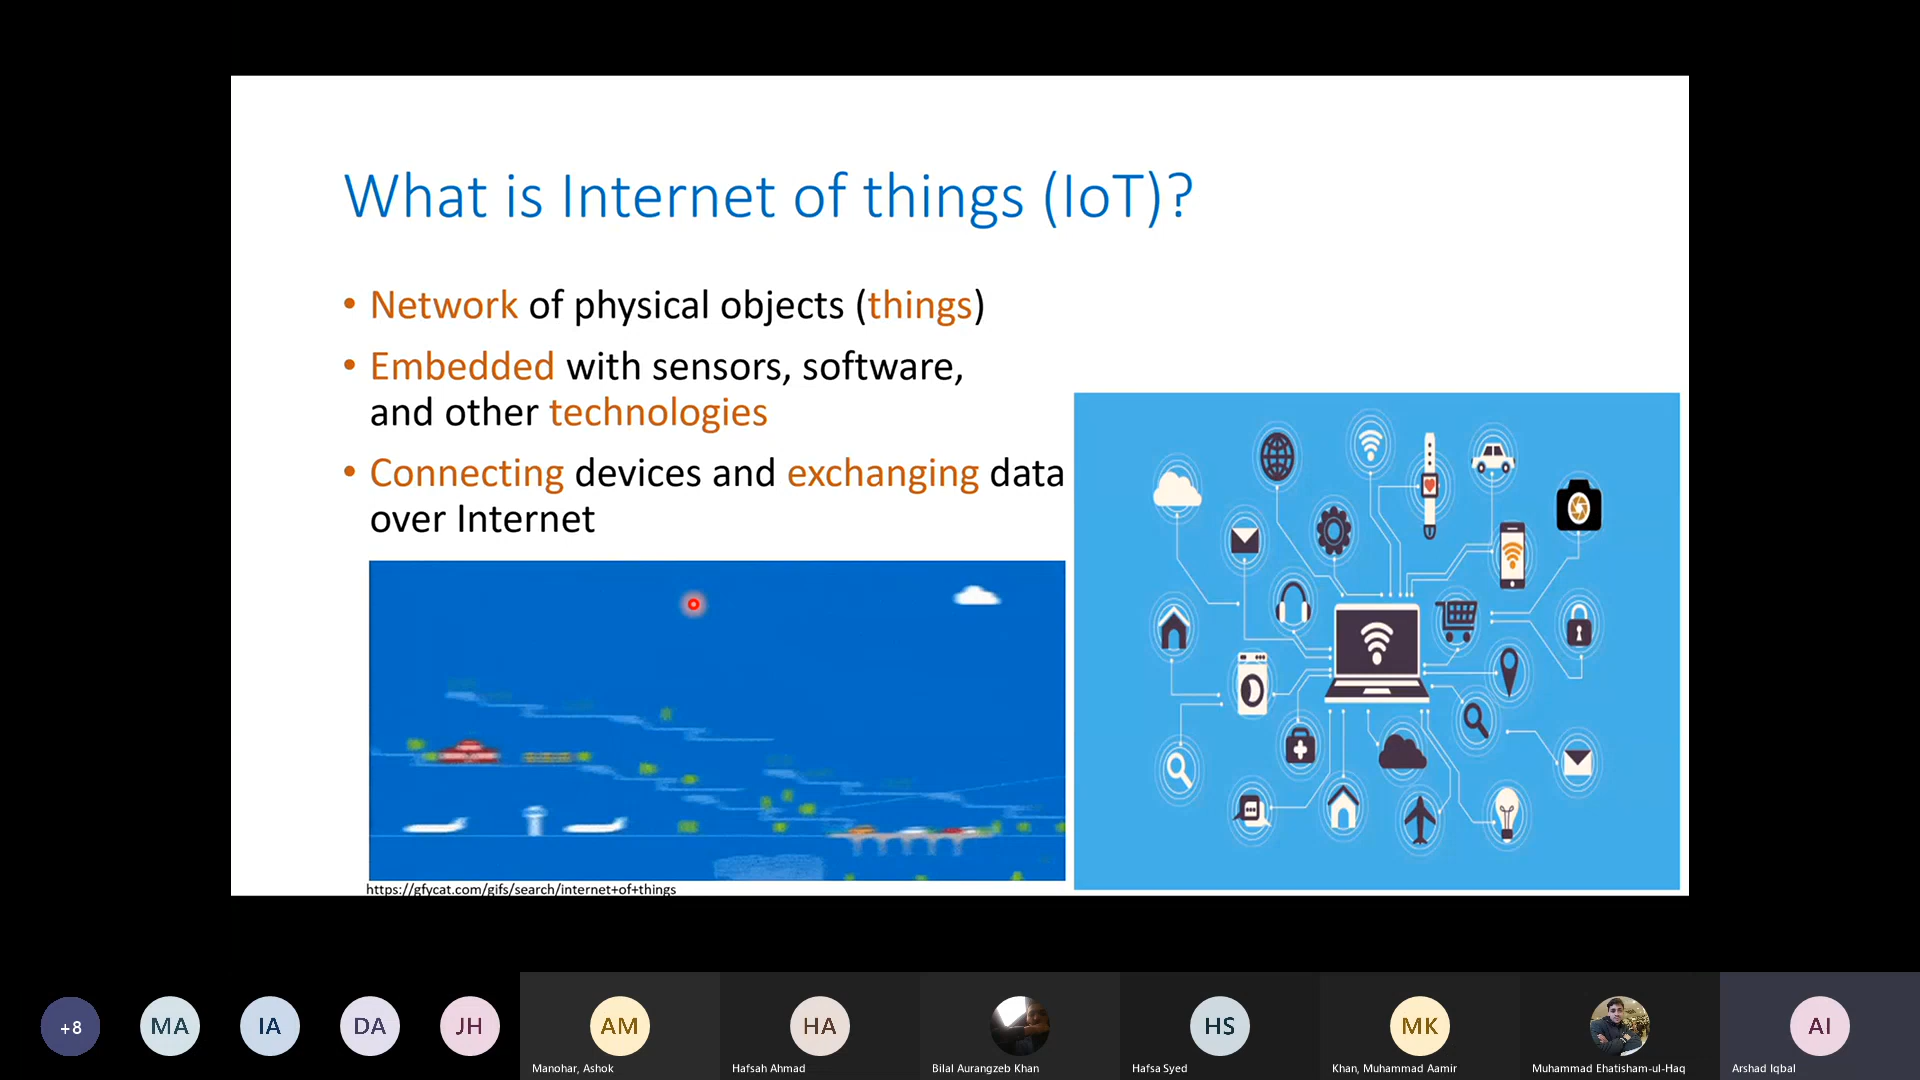 What is Internet of things (IoT)?
• Network of physical objects (things)
• Embedded with sensors, software,
and other technologies
• Connecting devices and exchanging data
over Internet
https://gfycat.com/gifs/search/internet+of+things
+8
MA
IA
DA
JH
AM
HA
HS
MK
AI
Manohar, Ashok
Hafsah Ahmad
Bilal Aurangzeb Khan
Hafsa Syed
Khan, Muhammad Aamir
Muhammad Ehatisham-ul-Haq
Arshad Iqbal